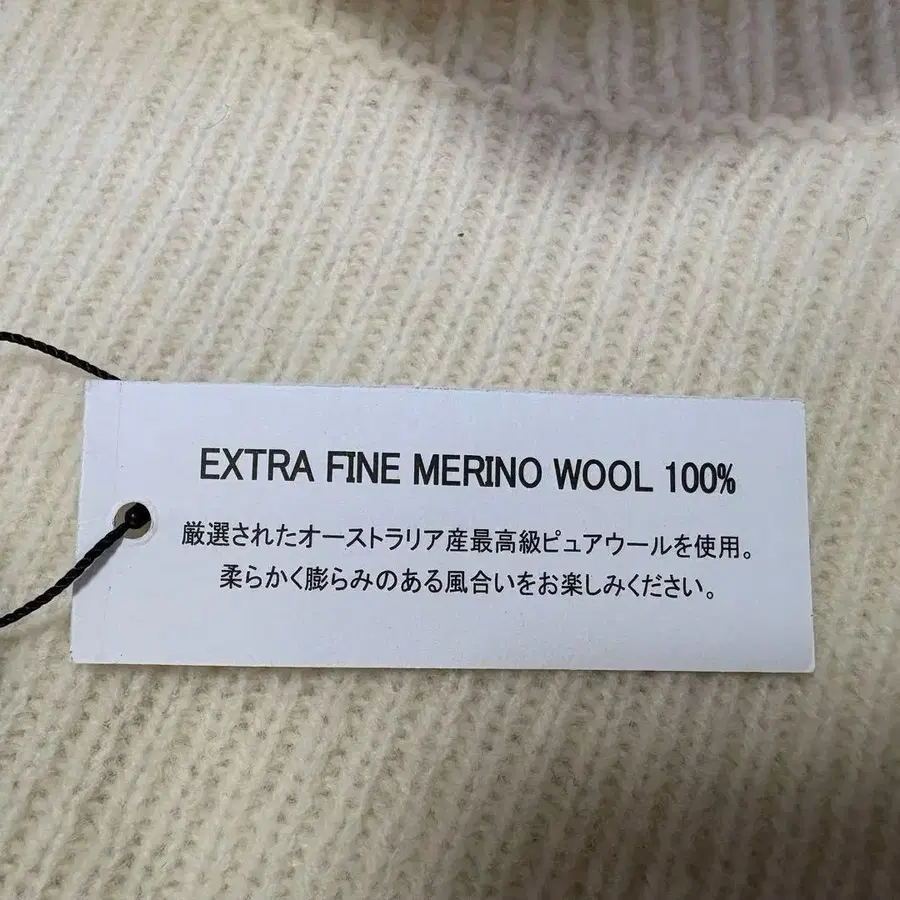 EXTRA FINE MERINO WOOL 100%
厳選されたオーストラリア産最高級ピュアウールを使用。
柔らかく膨らみのある風合いをお楽しみください。